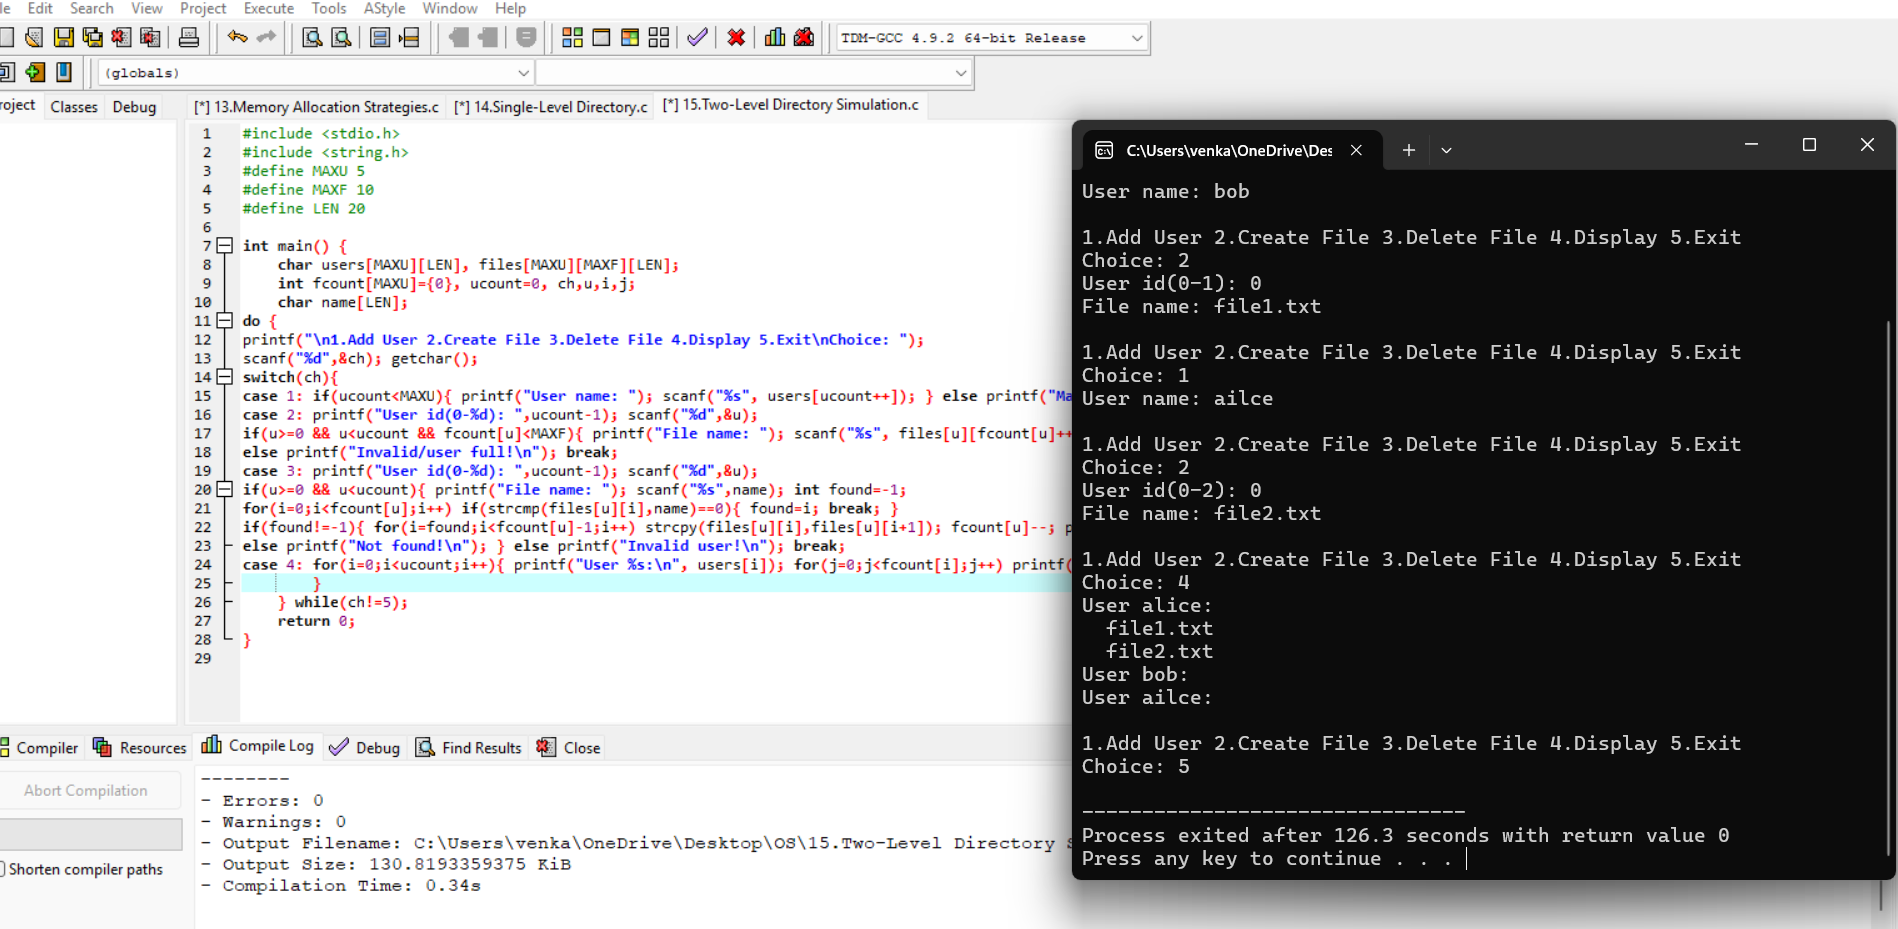 le Edit Search View Project Execute Tools AStyle Window Help
TDM-GCC 4.9.2 64-bit Release
(globals)
roject Classes Debug [*] 13.Memory Allocation Strategies.c [*] 14.Single-Level Directory.c [*] 15.Two-Level Directory Simulation.c
1 #include <stdio.h>
2 #include <string.h>
3 #define MAXU 5
4 #define MAXF 10
5 #define LEN 20
6
7 int main() {
8 char users[MAXU][LEN], files[MAXU][MAXF][LEN];
9 int fcount[MAXU]={0}, ucount=0, ch,u,i,j;
10 char name[LEN];
11 do {
12 printf("\n1.Add User 2.Create File 3.Delete File 4.Display 5.Exit\nChoice: ");
13 scanf("%d",&ch); getchar();
14 switch(ch){
15 case 1: if(ucount<MAXU){ printf("User name: "); scanf("%s", users[ucount++]); } else printf("Ma
16 case 2: printf("User id(0-%d): ",ucount-1); scanf("%d",&u);
17 if(u>=0 && u<ucount && fcount[u]<MAXF){ printf("File name: "); scanf("%s", files[u][fcount[u]++
18 else printf("Invalid/user full!\n"); break;
19 case 3: printf("User id(0-%d): ",ucount-1); scanf("%d",&u);
20 if(u>=0 && u<ucount){ printf("File name: "); scanf("%s",name); int found=-1;
21 for(i=0;i<fcount[u];i++) if(strcmp(files[u][i],name)==0){ found=i; break; }
22 if(found!=-1){ for(i=found;i<fcount[u]-1;i++) strcpy(files[u][i],files[u][i+1]); fcount[u]--; p
23 else printf("Not found!\n"); } else printf("Invalid user!\n"); break;
24 case 4: for(i=0;i<ucount;i++){ printf("User %s:\n", users[i]); for(j=0;j<fcount[i];j++) printf(
25 }
26 } while(ch!=5);
27 return 0;
28 }
29
Compiler Resources Compile Log Debug Find Results Close
Abort Compilation
Shorten compiler paths
--------
- Errors: 0
- Warnings: 0
- Output Filename: C:\Users\venka\OneDrive\Desktop\OS\15.Two-Level Directory S
- Output Size: 130.8193359375 KiB
- Compilation Time: 0.34s
C:\Users\venka\OneDrive\Des
User name: bob
1.Add User 2.Create File 3.Delete File 4.Display 5.Exit
Choice: 2
User id(0-1): 0
File name: file1.txt
1.Add User 2.Create File 3.Delete File 4.Display 5.Exit
Choice: 1
User name: ailce
1.Add User 2.Create File 3.Delete File 4.Display 5.Exit
Choice: 2
User id(0-2): 0
File name: file2.txt
1.Add User 2.Create File 3.Delete File 4.Display 5.Exit
Choice: 4
User alice:
file1.txt
file2.txt
User bob:
User ailce:
1.Add User 2.Create File 3.Delete File 4.Display 5.Exit
Choice: 5
--------------------------------
Process exited after 126.3 seconds with return value 0
Press any key to continue . . .